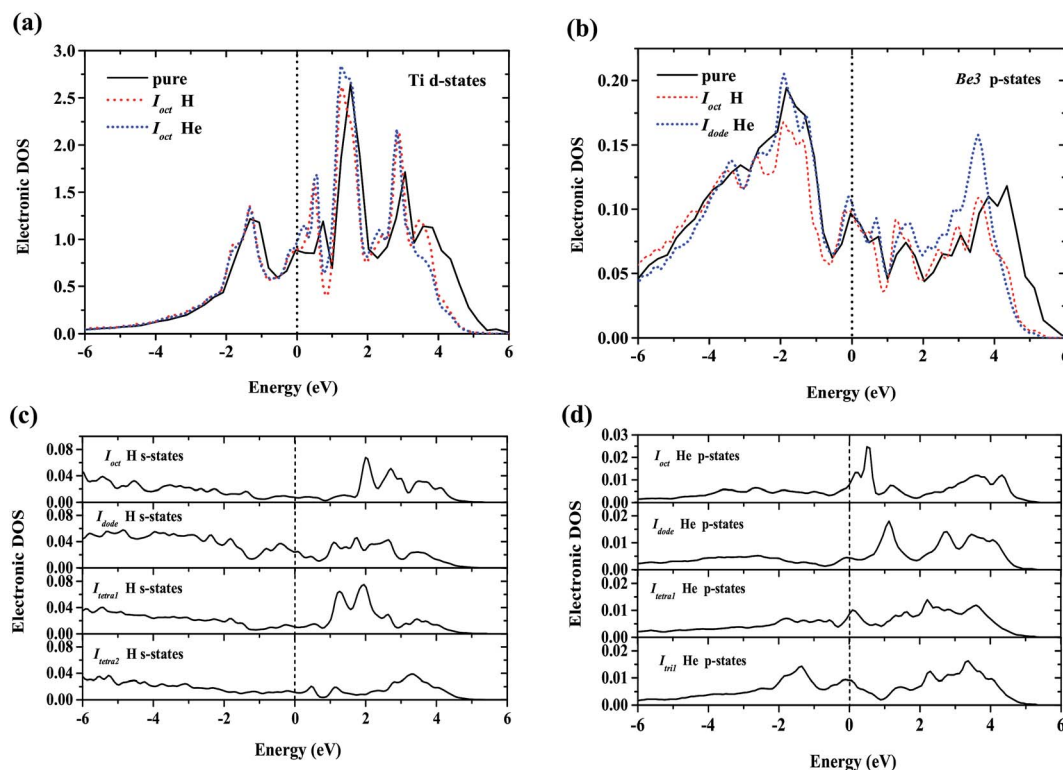 (a)
3.0
2.5
2.0
1.5
1.0
0.5
0.0
Electronic DOS
pure
I_oct H
I_oct He
Ti d-states
-6 -4 -2 0 2 4 6
Energy (eV)
(b)
0.20
0.15
0.10
0.05
0.00
Electronic DOS
pure
I_oct H
I_dode He
Be3 p-states
-6 -4 -2 0 2 4 6
Energy (eV)
(c)
Electronic DOS
0.08
0.04
0.00
I_oct H s-states
0.08
0.04
0.00
I_dode H s-states
0.08
0.04
0.00
I_tetra1 H s-states
0.08
0.04
0.00
I_tetra2 H s-states
-6 -4 -2 0 2 4 6
Energy (eV)
(d)
Electronic DOS
0.03
0.02
0.01
0.00
I_oct He p-states
0.02
0.01
0.00
I_dode He p-states
0.02
0.01
0.00
I_tetra1 He p-states
0.02
0.01
0.00
I_tri1 He p-states
-6 -4 -2 0 2 4 6
Energy (eV)